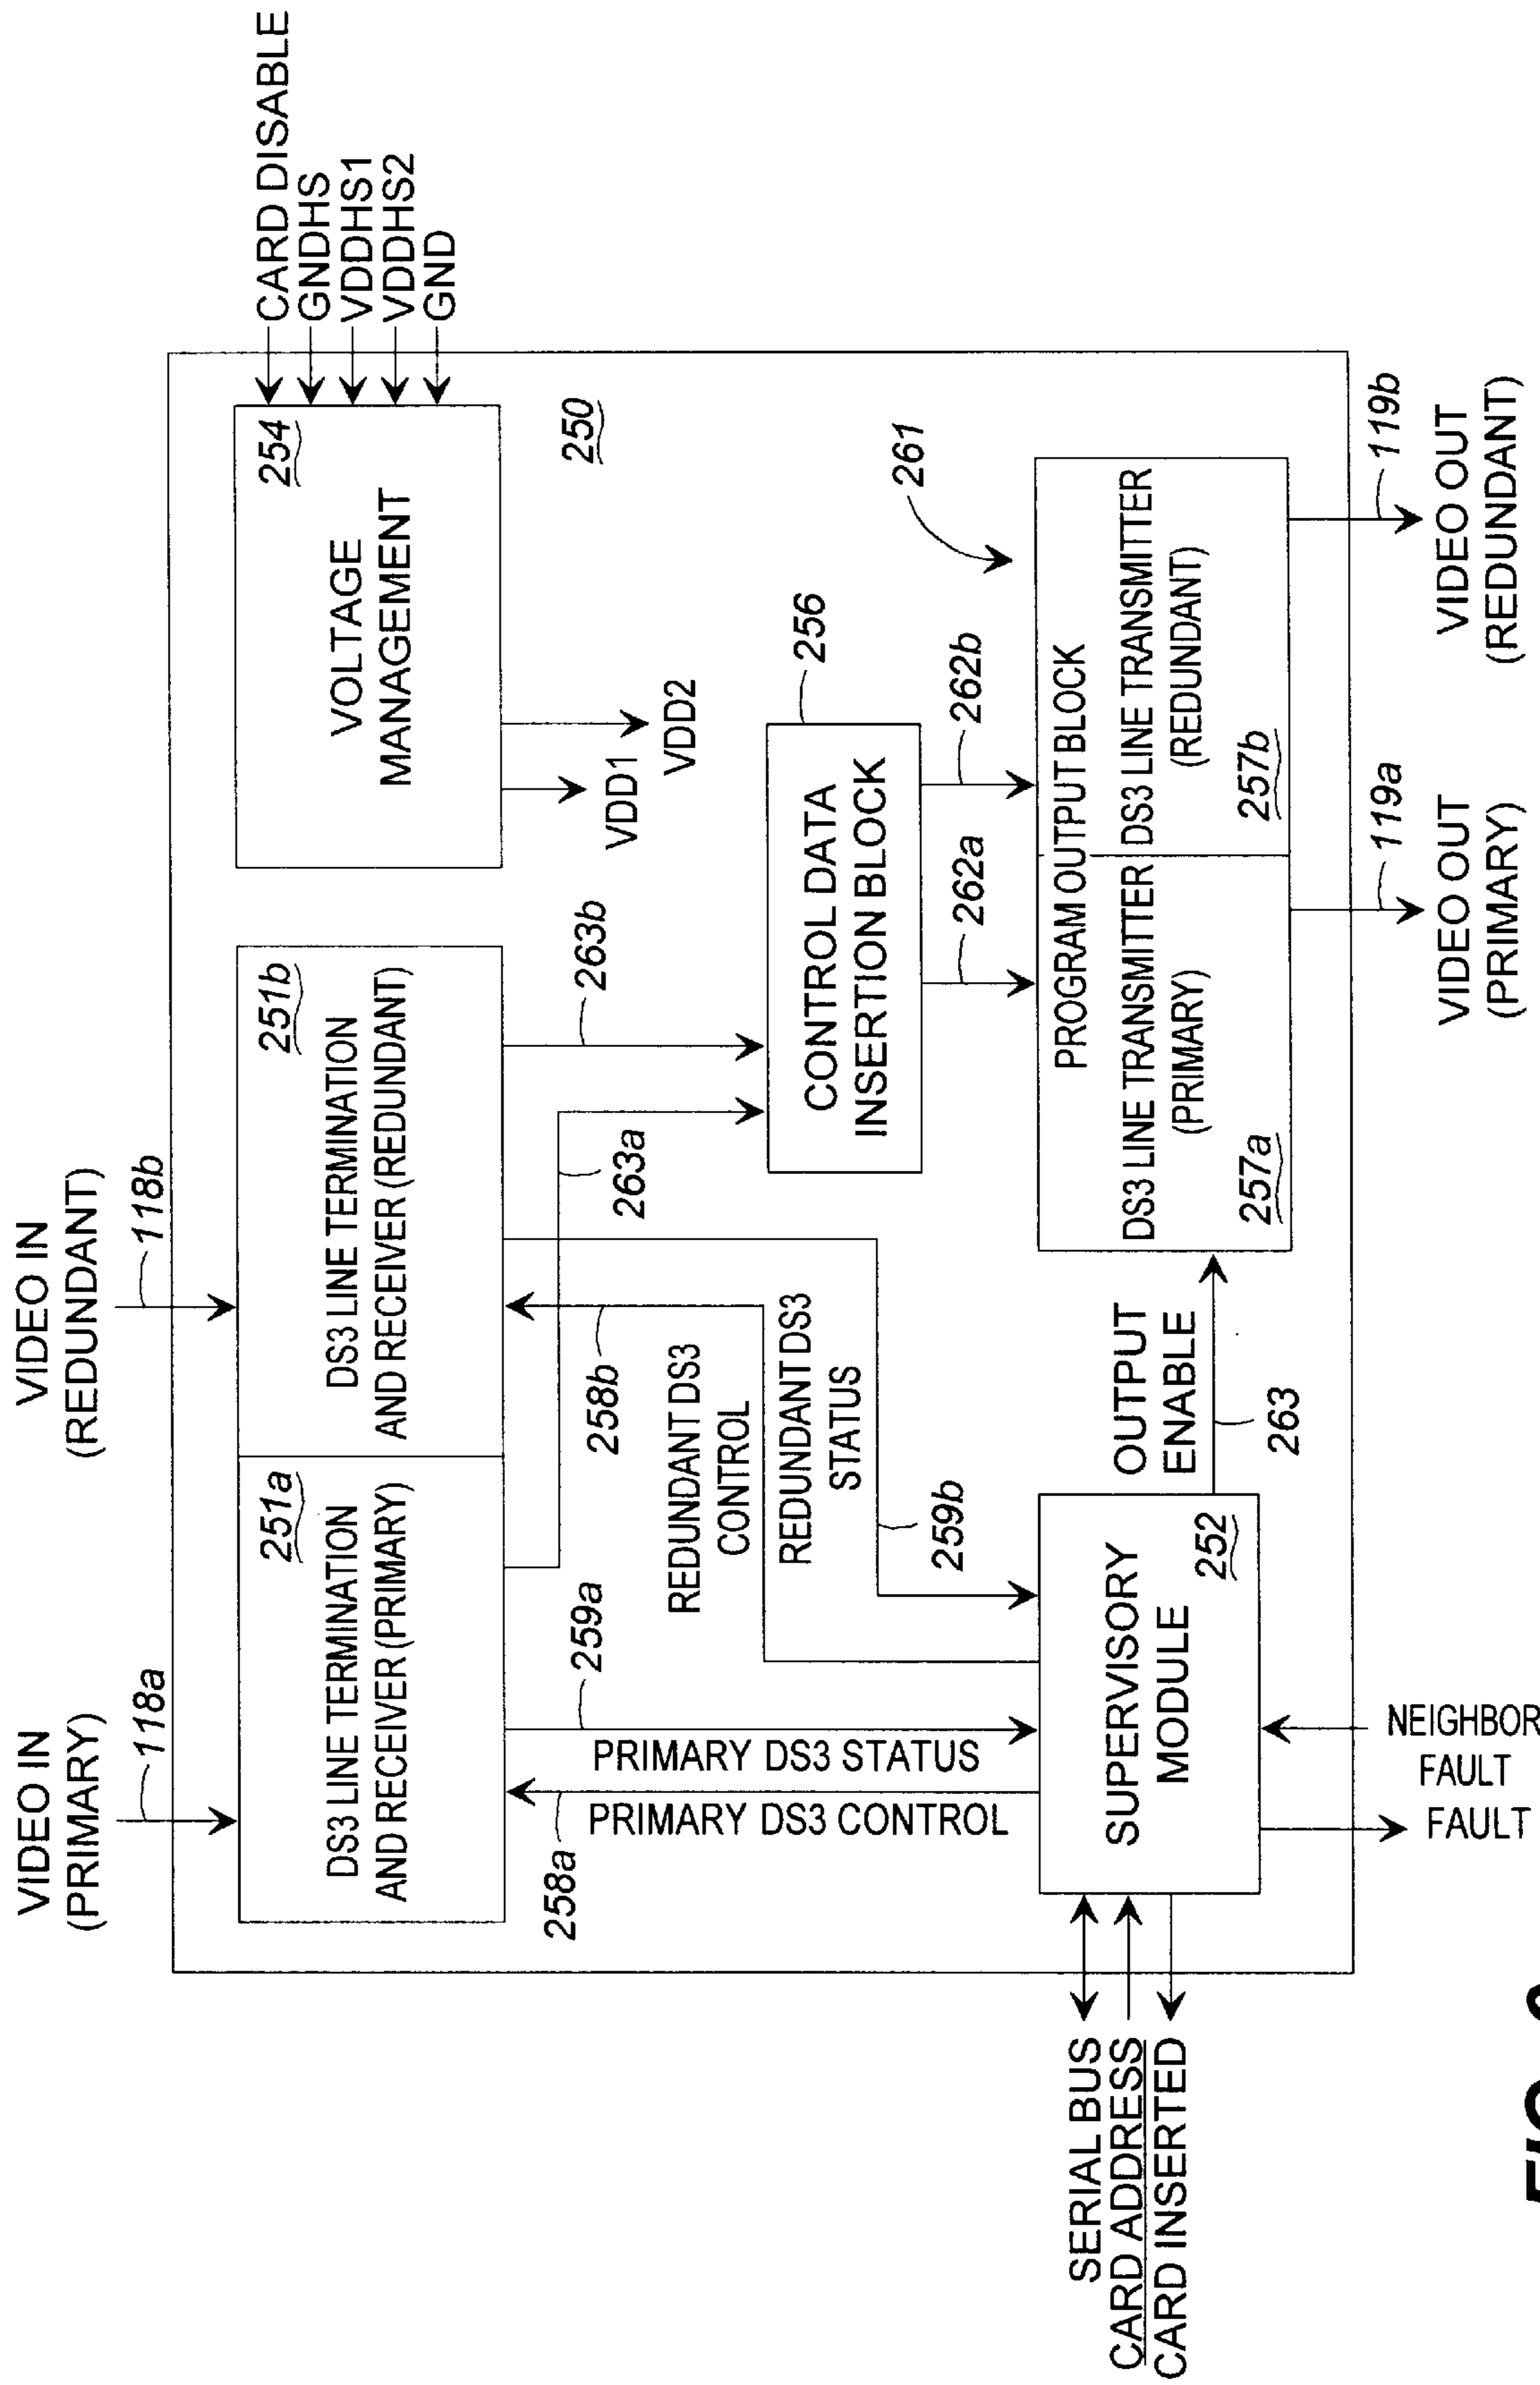 VIDEO IN
(PRIMARY)
118a
VIDEO IN
(REDUNDANT)
118b
251a
DS3 LINE TERMINATION
AND RECEIVER (PRIMARY)
251b
DS3 LINE TERMINATION
AND RECEIVER (REDUNDANT)
254
VOLTAGE
MANAGEMENT
CARD DISABLE
GNDHS
VDDHS1
VDDHS2
GND
250
VDD1
VDD2
258a
259a
PRIMARY DS3 STATUS
PRIMARY DS3 CONTROL
258b
REDUNDANT DS3
CONTROL
REDUNDANT DS3
STATUS
259b
263a
263b
CONTROL DATA
INSERTION BLOCK
256
262a
262b
261
SERIAL BUS
CARD ADDRESS
CARD INSERTED
SUPERVISORY
MODULE
252
OUTPUT
ENABLE
263
PROGRAM OUTPUT BLOCK
DS3 LINE TRANSMITTER
(PRIMARY)
257a
DS3 LINE TRANSMITTER
(REDUNDANT)
257b
NEIGHBOR
FAULT
FAULT
119a
VIDEO OUT
(PRIMARY)
119b
VIDEO OUT
(REDUNDANT)
FIG.